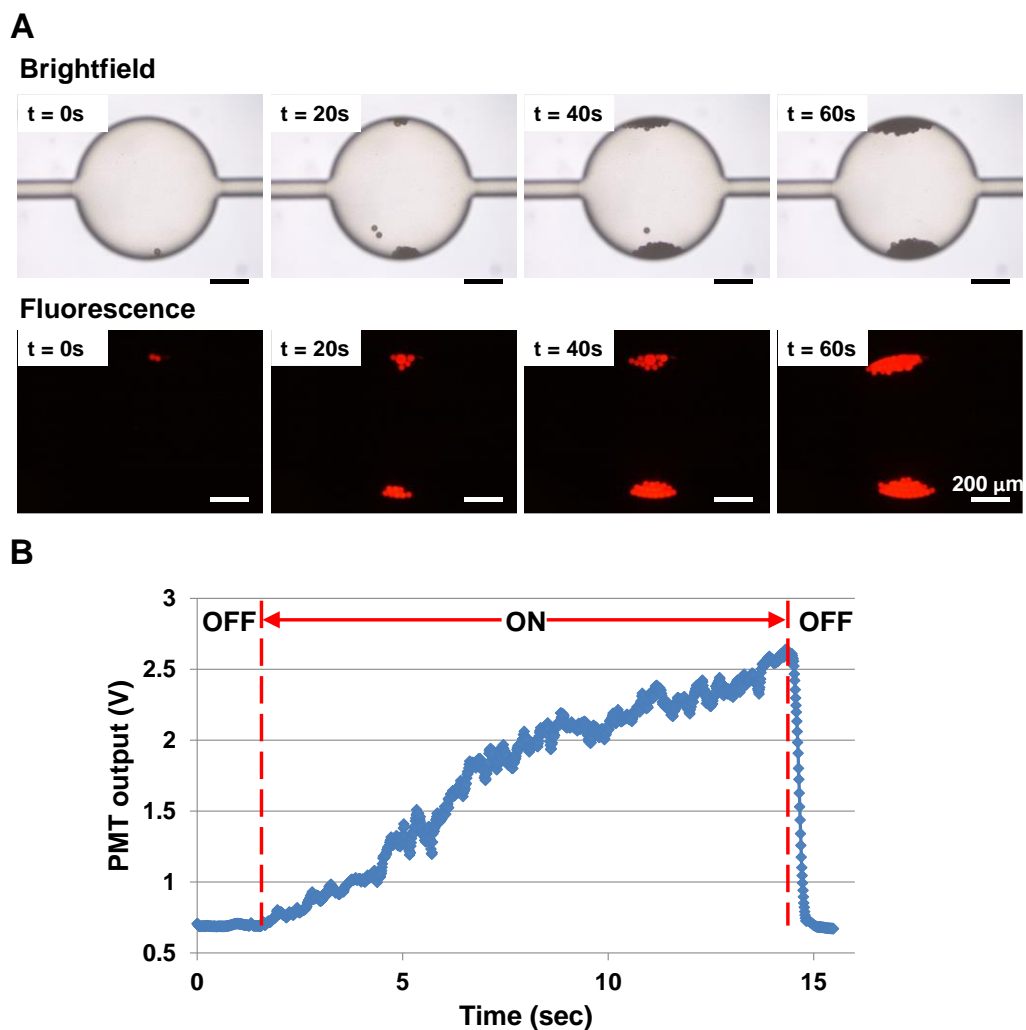 A
Brightfield
t = 0s
t = 20s
t = 40s
t = 60s
Fluorescence
t = 0s
t = 20s
t = 40s
t = 60s
200 μm
B
3
2.5
2
1.5
1
0.5
OFF
ON
OFF
PMT output (V)
0
5
10
15
Time (sec)